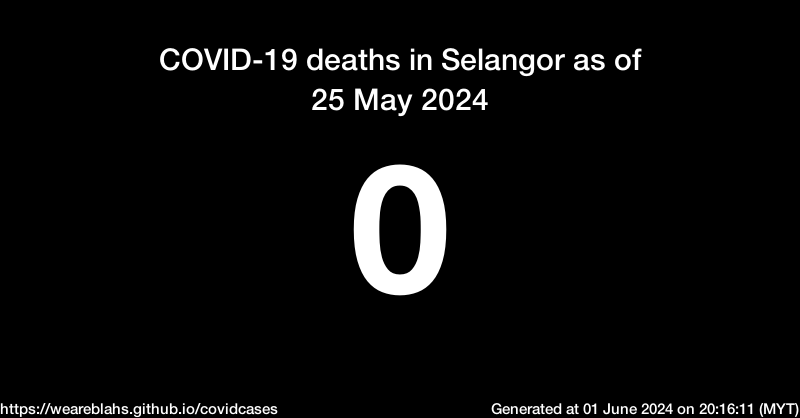 COVID-19 deaths in Selangor as of
25 May 2024
0
https://weareblahs.github.io/covidcases
Generated at 01 June 2024 on 20:16:11 (MYT)